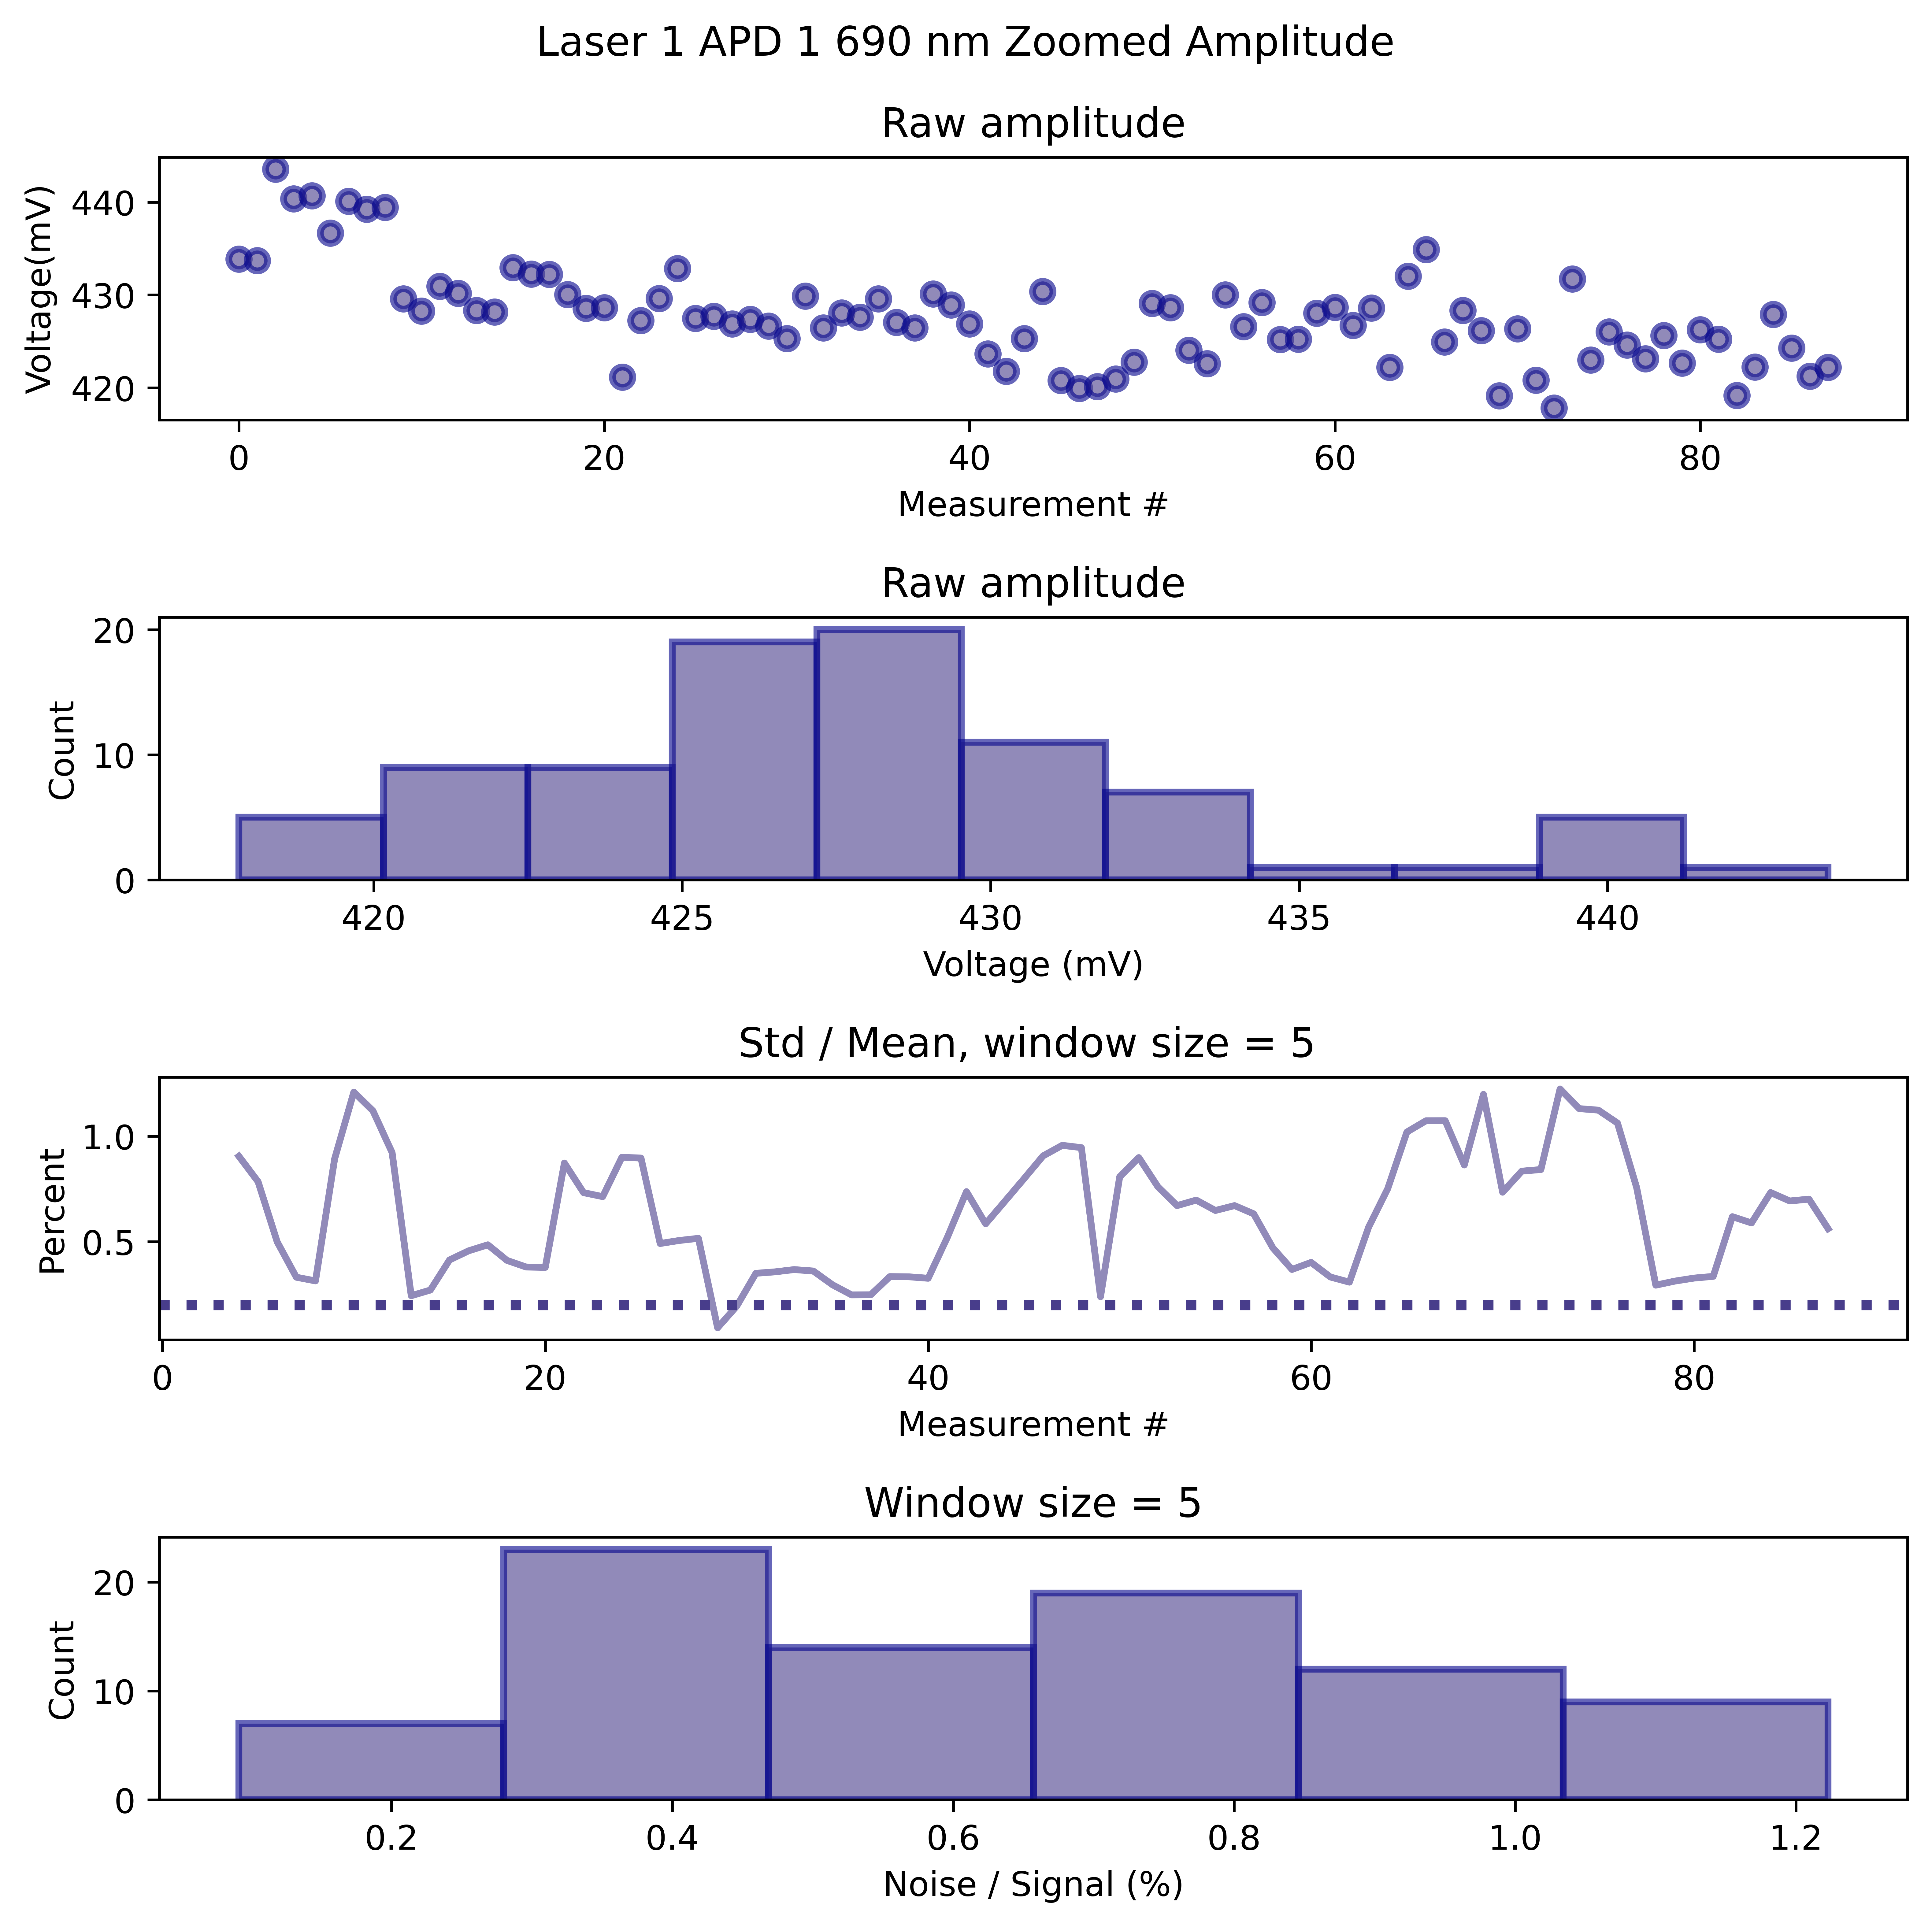 Laser 1 APD 1 690 nm Zoomed Amplitude
Raw amplitude
Voltage(mV)
440
430
420
0 20 40 60 80
Measurement #
Raw amplitude
Count
20
10
0
420 425 430 435 440
Voltage (mV)
Std / Mean, window size = 5
Percent
1.0
0.5
0 20 40 60 80
Measurement #
Window size = 5
Count
20
10
0
0.2 0.4 0.6 0.8 1.0 1.2
Noise / Signal (%)